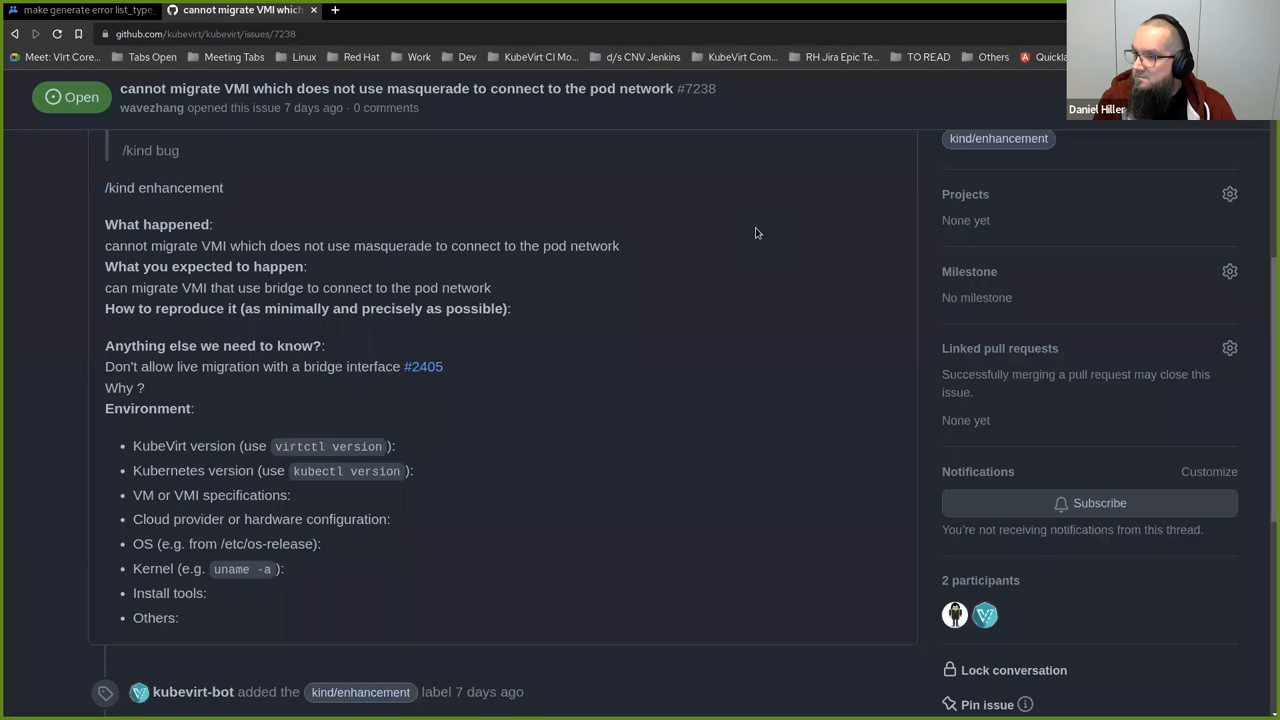 make generate error list_type_
cannot migrate VMI which
github.com/kubevirt/kubevirt/issues/7238
Meet: VIrt Core...
Tabs Open
Meeting Tabs
Linux
Red Hat
Work
Dev
KubeVirt CI Mo...
d/s CNV Jenkins
KubeVirt Com...
RH Jira Epic Te...
TO READ
Others
Quickla
Daniel Hiller
Open
cannot migrate VMI which does not use masquerade to connect to the pod network #7238
wavezhang opened this issue 7 days ago · 0 comments
/kind bug
/kind enhancement
What happened:
cannot migrate VMI which does not use masquerade to connect to the pod network
What you expected to happen:
can migrate VMI that use bridge to connect to the pod network
How to reproduce it (as minimally and precisely as possible):
Anything else we need to know?:
Don't allow live migration with a bridge interface #2405
Why ?
Environment:
• KubeVirt version (use virtctl version):
• Kubernetes version (use kubectl version):
• VM or VMI specifications:
• Cloud provider or hardware configuration:
• OS (e.g. from /etc/os-release):
• Kernel (e.g. uname -a):
• Install tools:
• Others:
kubevirt-bot added the kind/enhancement label 7 days ago
kind/enhancement
Projects
None yet
Milestone
No milestone
Linked pull requests
Successfully merging a pull request may close this
issue.
None yet
Notifications
Customize
Subscribe
You're not receiving notifications from this thread.
2 participants
Lock conversation
Pin issue